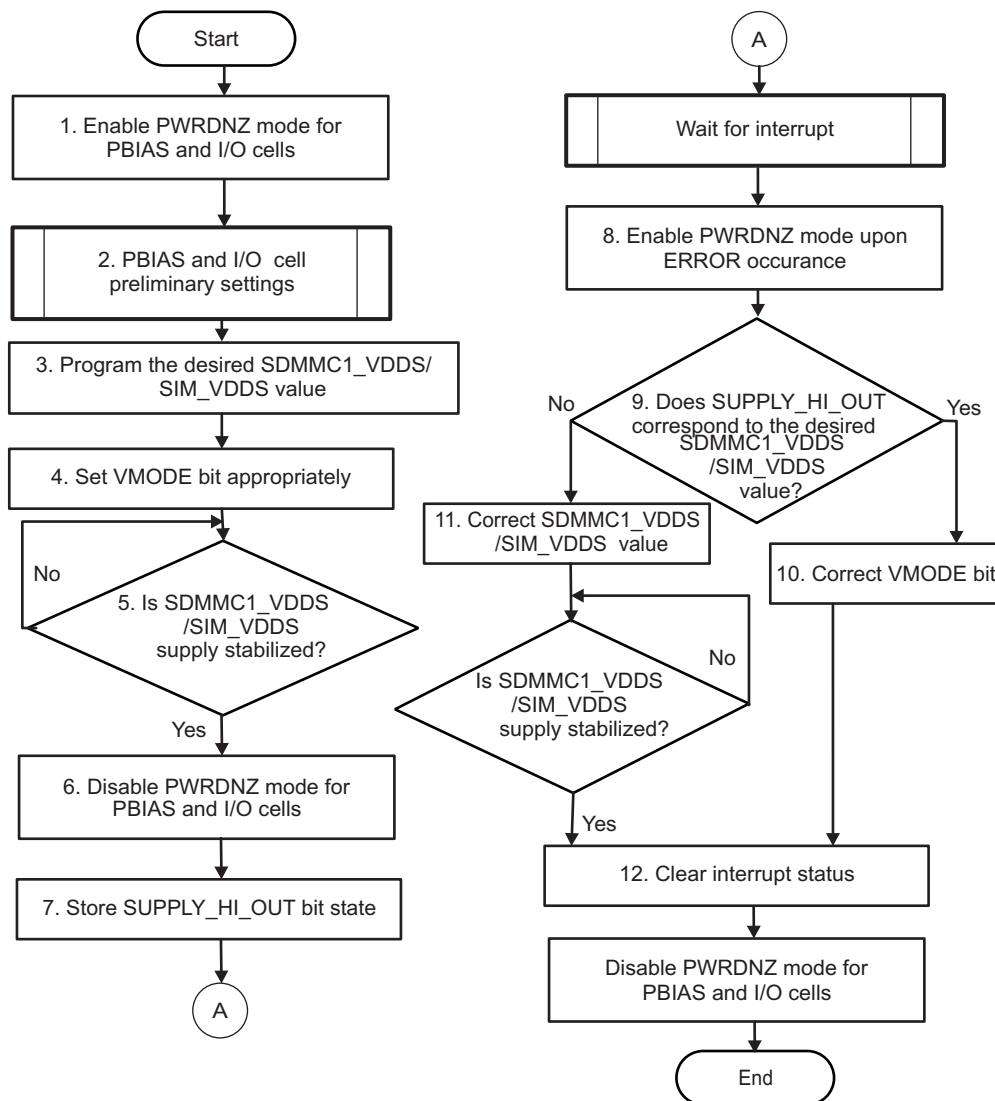 Start
1. Enable PWRDNZ mode for
PBIAS and I/O cells
2. PBIAS and I/O cell
preliminary settings
3. Program the desired SDMMC1_VDDS/
SIM_VDDS value
4. Set VMODE bit appropriately
No
5. Is SDMMC1_VDDS
/SIM_VDDS
supply stabilized?
Yes
6. Disable PWRDNZ mode for
PBIAS and I/O cells
7. Store SUPPLY_HI_OUT bit state
A
A
Wait for interrupt
8. Enable PWRDNZ mode upon
ERROR occurance
No
9. Does SUPPLY_HI_OUT
correspond to the desired
SDMMC1_VDDS
/SIM_VDDS
value?
Yes
11. Correct SDMMC1_VDDS
/SIM_VDDS value
10. Correct VMODE bit
No
Is SDMMC1_VDDS
/SIM_VDDS
supply stabilized?
Yes
12. Clear interrupt status
Disable PWRDNZ mode for
PBIAS and I/O cells
End